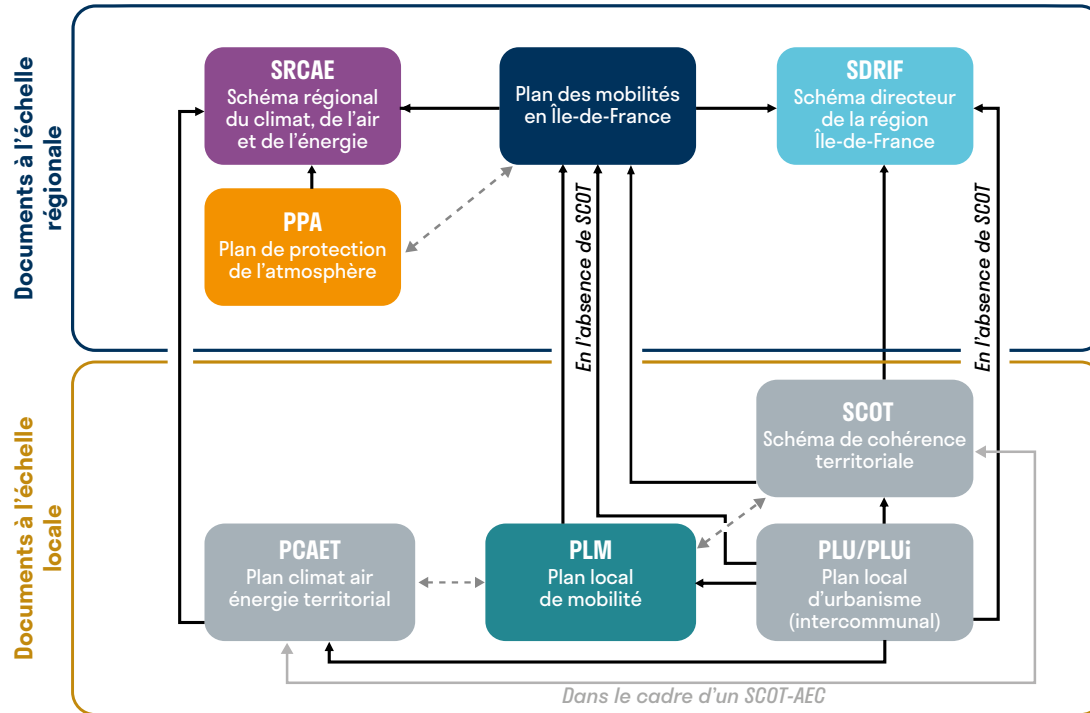 Documents à l'échelle
régionale
SRCAE
Schéma régional
du climat, de l'air
et de l'énergie
Plan des mobilités
en Île-de-France
SDRIF
Schéma directeur
de la région
Île-de-France
PPA
Plan de protection
de l'atmosphère
En l'absence de SCOT
En l'absence de SCOT
Documents à l'échelle
locale
SCOT
Schéma de cohérence
territoriale
PCAET
Plan climat air
énergie territorial
PLM
Plan local
de mobilité
PLU/PLUi
Plan local
d'urbanisme
(intercommunal)
Dans le cadre d'un SCOT-AEC